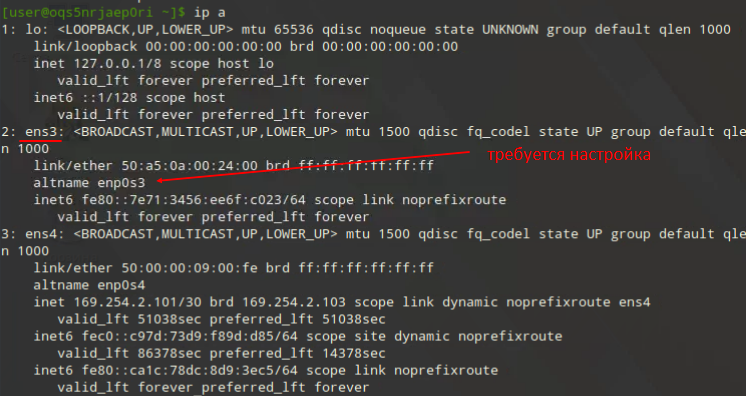 [user@oqs5nrjaep0ri ~]$ ip a
1: lo: <LOOPBACK,UP,LOWER_UP> mtu 65536 qdisc noqueue state UNKNOWN group default qlen 1000
link/loopback 00:00:00:00:00:00 brd 00:00:00:00:00:00
inet 127.0.0.1/8 scope host lo
valid_lft forever preferred_lft forever
inet6 ::1/128 scope host
valid_lft forever preferred_lft forever
2: ens3: <BROADCAST,MULTICAST,UP,LOWER_UP> mtu 1500 qdisc fq_codel state UP group default qle
n 1000
link/ether 50:a5:0a:00:24:00 brd ff:ff:ff:ff:ff:ff
требуется настройка
altname enp0s3
inet6 fe80::7e71:3456:ee6f:c023/64 scope link noprefixroute
valid_lft forever preferred_lft forever
3: ens4: <BROADCAST,MULTICAST,UP,LOWER_UP> mtu 1500 qdisc fq_codel state UP group default qle
n 1000
link/ether 50:00:00:09:00:fe brd ff:ff:ff:ff:ff:ff
altname enp0s4
inet 169.254.2.101/30 brd 169.254.2.103 scope link dynamic noprefixroute ens4
valid_lft 51038sec preferred_lft 51038sec
inet6 fec0::c97d:73d9:f89d:d85/64 scope site dynamic noprefixroute
valid_lft 86378sec preferred_lft 14378sec
inet6 fe80::ca1c:78dc:8d9:3ec5/64 scope link noprefixroute
valid_lft forever preferred_lft forever